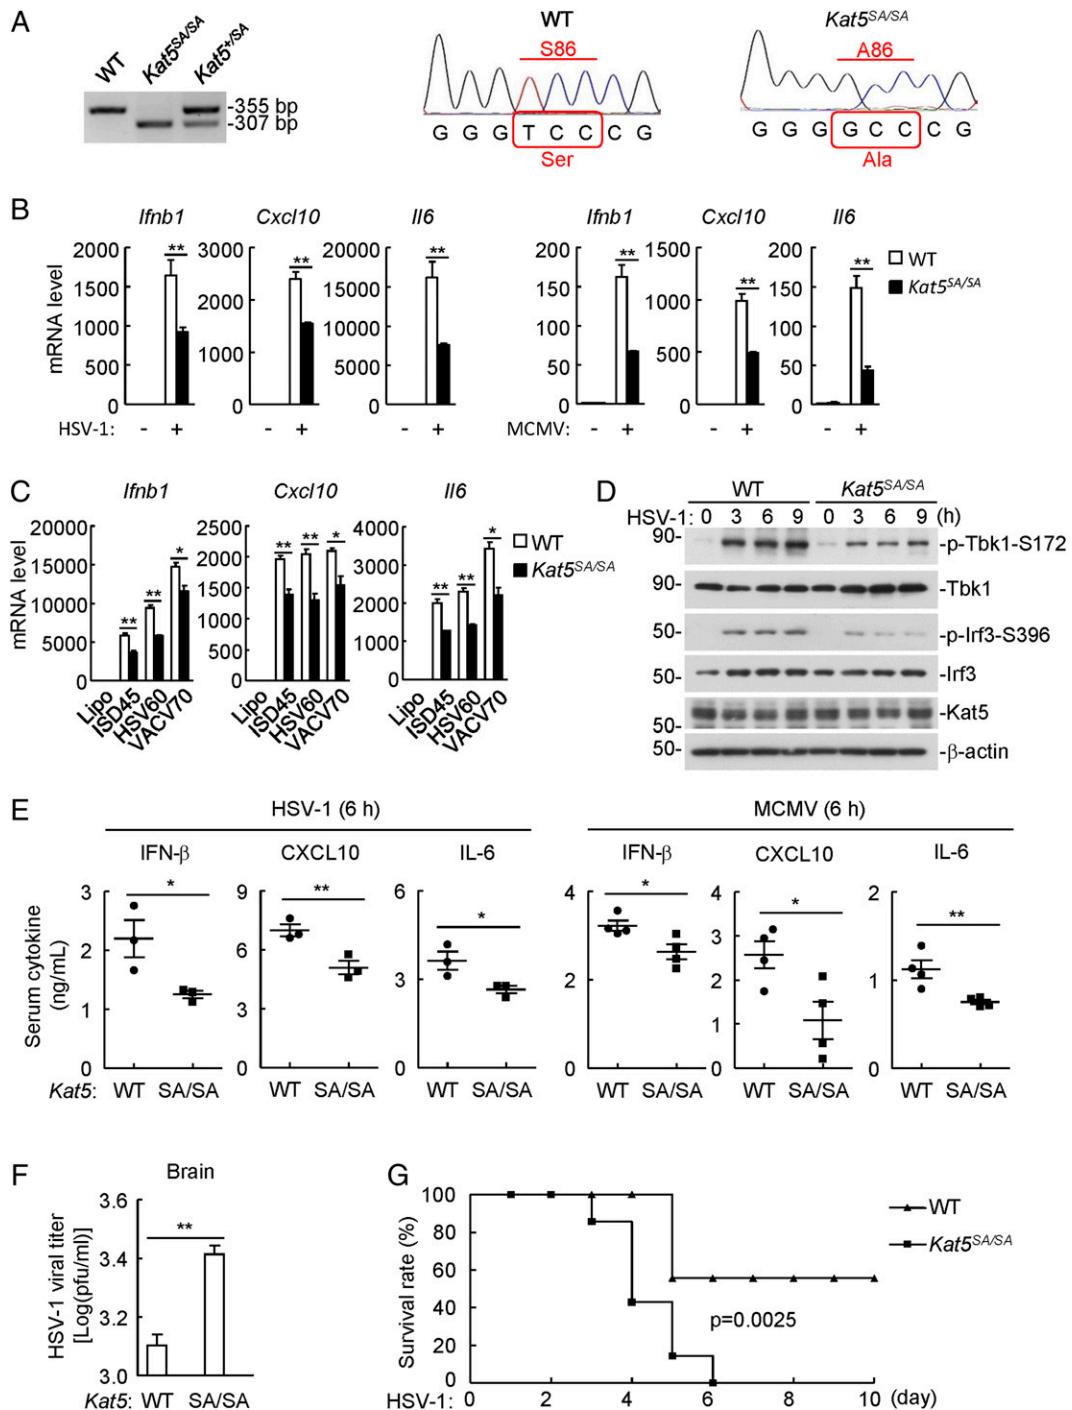 A
WT
Kat5SA/SA
Kat5+/SA
-355 bp
-307 bp
WT
S86
G G G T C C C G
Ser
Kat5SA/SA
A86
G G G G C C C G
Ala
B
Ifnb1 Cxcl10 Il6 Ifnb1 Cxcl10 Il6
mRNA level
2000
1500
1000
500
0
3000
2000
1000
0
20000
15000
10000
5000
0
200
150
100
50
0
1500
1000
500
0
200
150
100
50
0
** ** ** ** ** **
WT
Kat5SA/SA
HSV-1: - + - + - + MCMV: - + - + - +
C
Ifnb1 Cxcl10 Il6
mRNA level
20000
15000
10000
5000
0
2500
2000
1500
1000
500
0
4000
3000
2000
1000
0
** ** * ** ** * ** ** *
WT
Kat5SA/SA
Lipo ISD45 HSV60 VACV70
Lipo ISD45 HSV60 VACV70
Lipo ISD45 HSV60 VACV70
D
WT Kat5SA/SA
HSV-1: 0 3 6 9 0 3 6 9 (h)
90- -p-Tbk1-S172
90- -Tbk1
50- -p-Irf3-S396
50- -Irf3
50- -Kat5
50- -β-actin
E
HSV-1 (6 h) MCMV (6 h)
IFN-β CXCL10 IL-6 IFN-β CXCL10 IL-6
Serum cytokine
(ng/mL)
3
2
1
0
9
6
3
0
6
3
0
4
2
0
4
3
2
1
0
2
1
0
* ** * * * **
Kat5: WT SA/SA WT SA/SA WT SA/SA WT SA/SA WT SA/SA WT SA/SA
F
Brain
HSV-1 viral titer
[Log(pfu/ml)]
3.6
3.4
3.2
3.0
**
Kat5: WT SA/SA
G
Survival rate (%)
100
80
60
40
20
0
WT
Kat5SA/SA
p=0.0025
HSV-1: 0 2 4 6 8 10 (day)